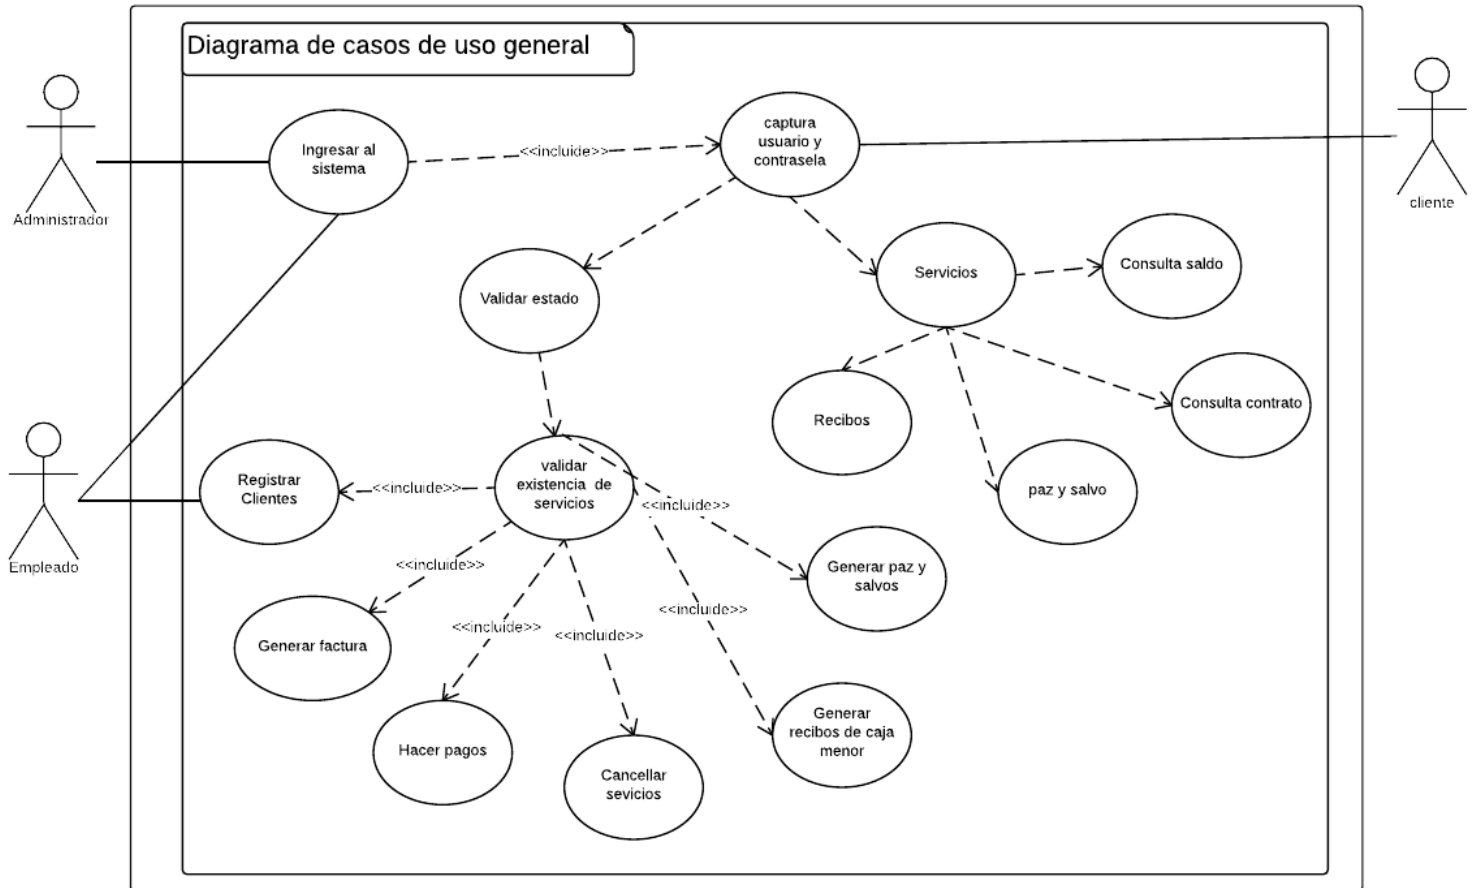 Diagrama de casos de uso general
Administrador
Ingresar al
sistema
<<incluide>>
captura
usuario y
contrasela
cliente
Validar estado
Servicios
Consulta saldo
Recibos
Consulta contrato
paz y salvo
Empleado
Registrar
Clientes
<<incluide>>
validar
existencia de
servicios
<<incluide>>
<<incluide>>
Generar paz y
salvos
Generar factura
<<incluide>>
<<incluide>>
<<incluide>>
Hacer pagos
Cancellar
sevicios
Generar
recibos de caja
menor